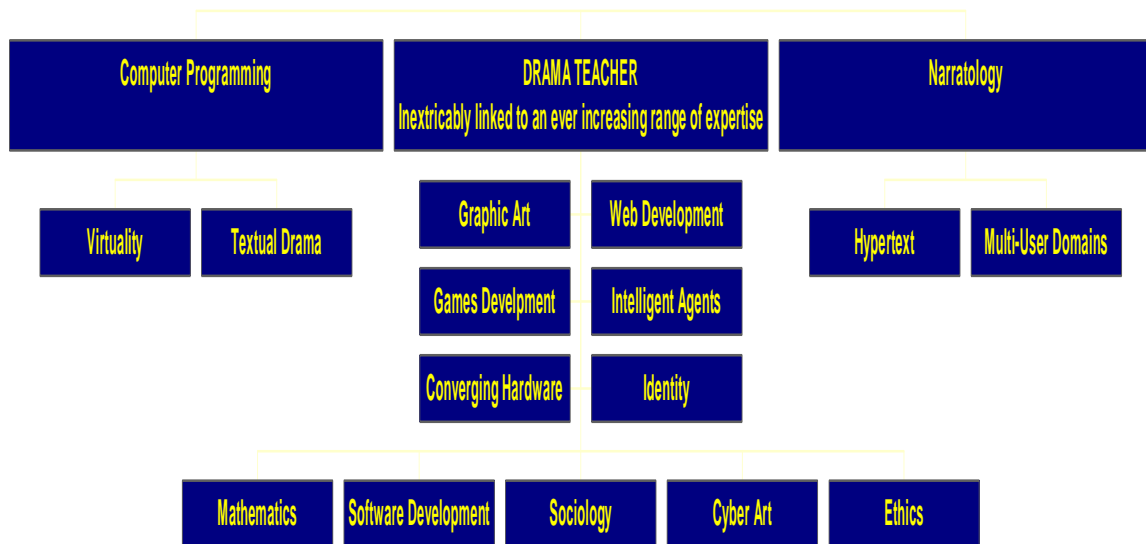 Computer Programming
DRAMA TEACHER
Inextricably linked to an ever increasing range of expertise
Narratology
Virtuality
Textual Drama
Graphic Art
Web Development
Hypertext
Multi-User Domains
Games Develpment
Intelligent Agents
Converging Hardware
Identity
Mathematics
Software Development
Sociology
Cyber Art
Ethics